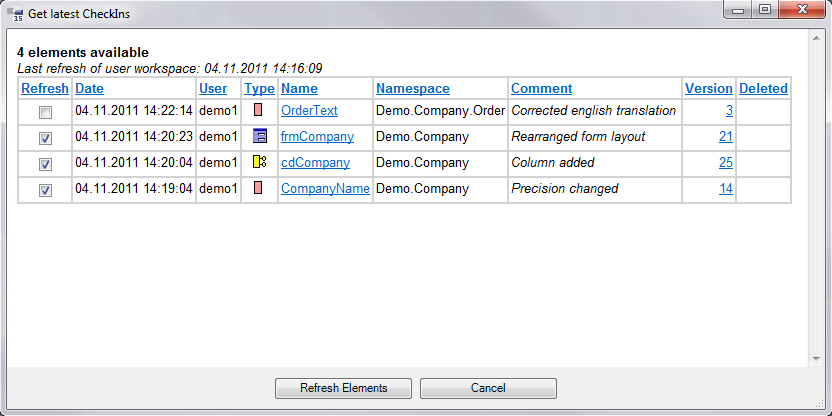 Get latest CheckIns
4 elements available
Last refresh of user workspace: 04.11.2011 14:16:09
Refresh Date User Type Name Namespace Comment Version Deleted
04.11.2011 14:22:14 demo1 OrderText Demo.Company.Order Corrected english translation 3
04.11.2011 14:20:23 demo1 frmCompany Demo.Company Rearranged form layout 21
04.11.2011 14:20:04 demo1 cdCompany Demo.Company Column added 25
04.11.2011 14:19:04 demo1 CompanyName Demo.Company Precision changed 14
Refresh Elements Cancel